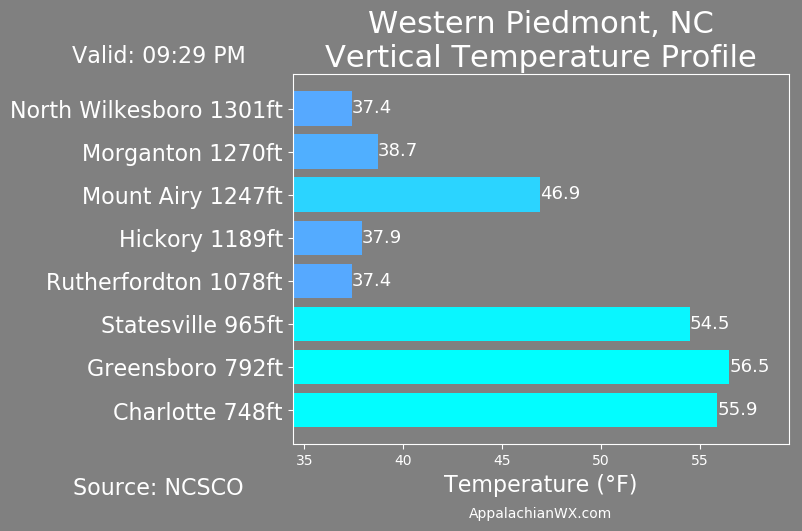 Western Piedmont, NC
Vertical Temperature Profile
Valid: 09:29 PM
North Wilkesboro 1301ft 37.4
Morganton 1270ft 38.7
Mount Airy 1247ft 46.9
Hickory 1189ft 37.9
Rutherfordton 1078ft 37.4
Statesville 965ft 54.5
Greensboro 792ft 56.5
Charlotte 748ft 55.9
35 40 45 50 55
Source: NCSCO
Temperature (°F)
AppalachianWX.com